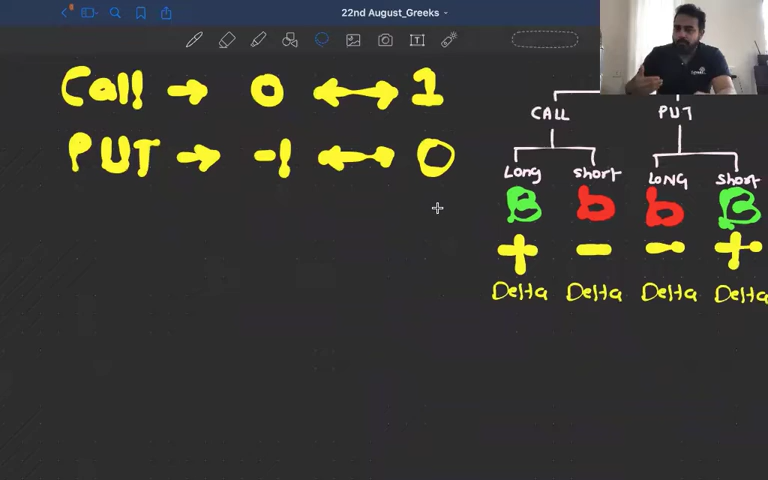 22nd August_Greeks
Call → 0 ↔ 1
PUT → -1 ↔ 0
CALL PUT
Long short LONG short
B b b B
+ - - +
Delta Delta Delta Delta